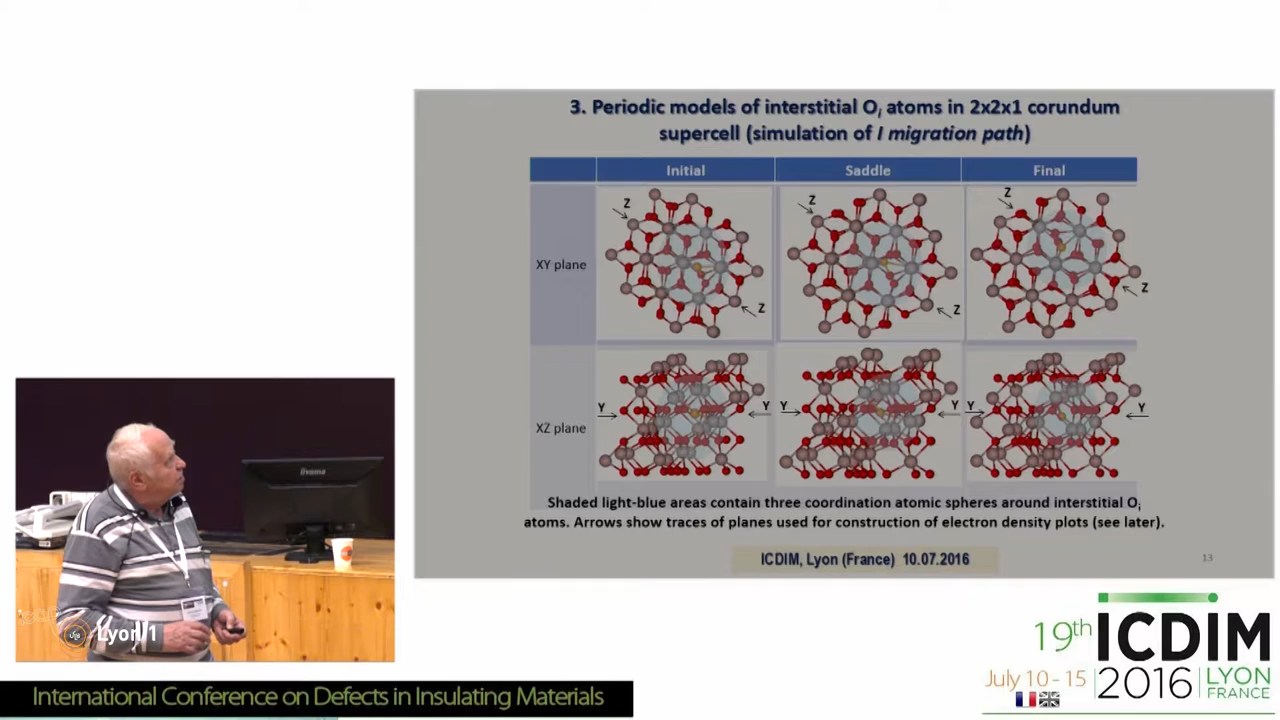 3. Periodic models of interstitial Oi atoms in 2x2x1 corundum
supercell (simulation of I migration path)
Initial Saddle Final
XY plane
Z Z Z
Z Z Z
XZ plane
Y Y Y Y Y Y
Shaded light-blue areas contain three coordination atomic spheres around interstitial Oi
atoms. Arrows show traces of planes used for construction of electron density plots (see later).
ICDIM, Lyon (France) 10.07.2016
13
iiyama
Lyon 1
19th ICDIM
July 10 - 15 2016 LYON
FRANCE
International Conference on Defects in Insulating Materials